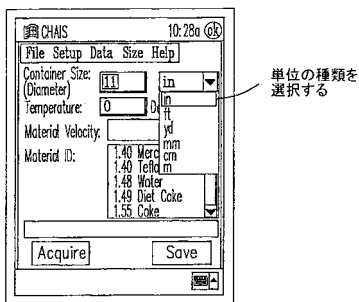 CHAIS 10:28a ok
File Setup Data Size Help
Container Size: 11 in
(Diameter)
in
ft
yd
mm
cm
m
Temperature: 0
Material Velocity:
Material ID:
1.40 Merc
1.40 Teflo
1.48 Water
1.49 Diet Coke
1.55 Coke
Acquire Save
単位の種類を
選択する